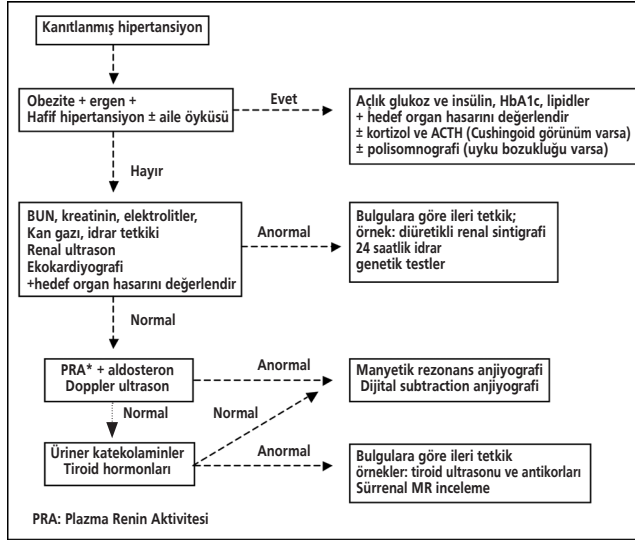 Kanıtlanmış hipertansiyon
Obezite + ergen +
Hafif hipertansiyon ± aile öyküsü
Evet
Açlık glukoz ve insülin, HbA1c, lipidler
+ hedef organ hasarını değerlendir
± kortizol ve ACTH (Cushingoid görünüm varsa)
± polisomnografi (uyku bozukluğu varsa)
Hayır
BUN, kreatinin, elektrolitler,
Kan gazı, idrar tetkiki
Renal ultrason
Ekokardiyografi
+hedef organ hasarını değerlendir
Anormal
Bulgulara göre ileri tetkik;
örnek: diüretikli renal sintigrafi
24 saatlik idrar
genetik testler
Normal
PRA* + aldosteron
Doppler ultrason
Anormal
Manyetik rezonans anjiyografi
Dijital subtraction anjiyografi
Normal
Normal
Üriner katekolaminler
Tiroid hormonları
Anormal
Bulgulara göre ileri tetkik
örnekler: tiroid ultrasonu ve antikorları
Sürrenal MR inceleme
PRA: Plazma Renin Aktivitesi